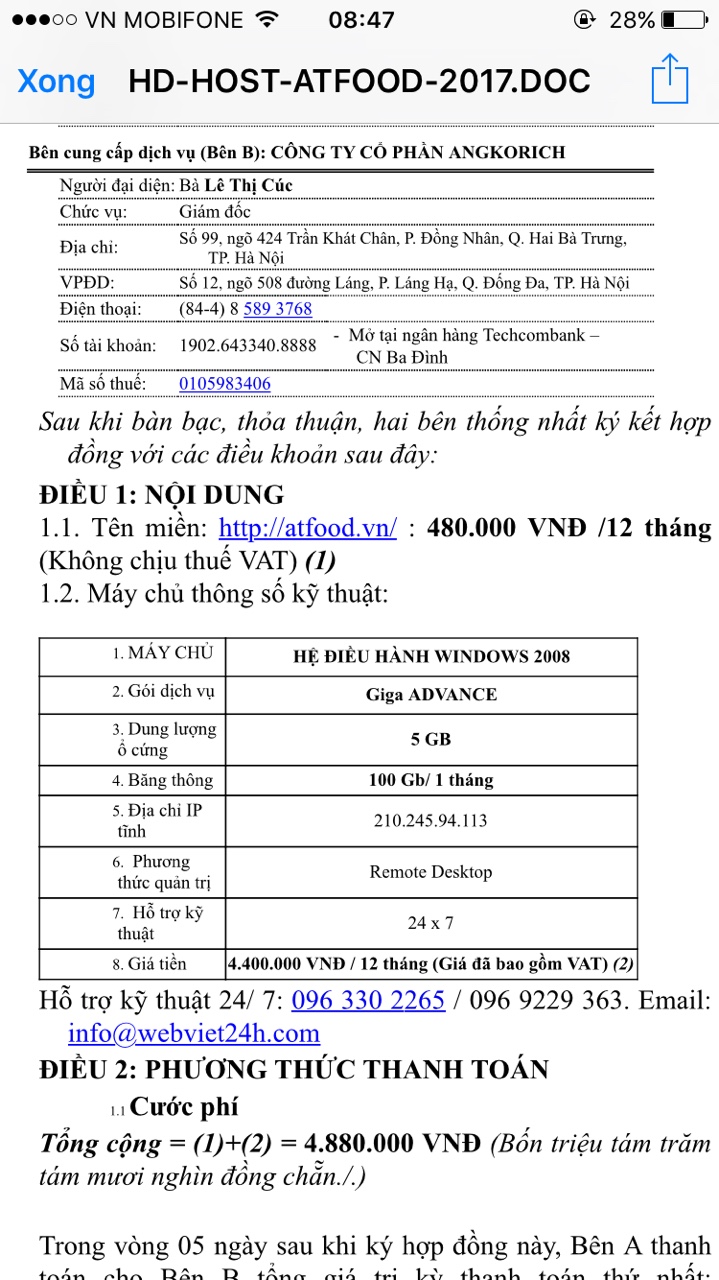 VN MOBIFONE 08:47 28%
Xong HD-HOST-ATFOOD-2017.DOC
Bên cung cấp dịch vụ (Bên B): CÔNG TY CỔ PHẦN ANGKORICH
Người đại diện: Bà Lê Thị Cúc
Chức vụ: Giám đốc
Địa chỉ: Số 99, ngõ 424 Trần Khát Chân, P. Đồng Nhân, Q. Hai Bà Trưng,
TP. Hà Nội
VPĐD: Số 12, ngõ 508 đường Láng, P. Láng Hạ, Q. Đống Đa, TP. Hà Nội
Điện thoại: (84-4) 8 589 3768
Số tài khoản: 1902.643340.8888 - Mở tại ngân hàng Techcombank –
CN Ba Đình
Mã số thuế: 0105983406
Sau khi bàn bạc, thỏa thuận, hai bên thống nhất ký kết hợp
đồng với các điều khoản sau đây:
ĐIỀU 1: NỘI DUNG
1.1. Tên miền: http://atfood.vn/ : 480.000 VNĐ /12 tháng
(Không chịu thuế VAT) (1)
1.2. Máy chủ thông số kỹ thuật:
1. MÁY CHỦ HỆ ĐIỀU HÀNH WINDOWS 2008
2. Gói dịch vụ Giga ADVANCE
3. Dung lượng
ổ cứng 5 GB
4. Băng thông 100 Gb/ 1 tháng
5. Địa chỉ IP
tĩnh 210.245.94.113
6. Phương
thức quản trị Remote Desktop
7. Hỗ trợ kỹ
thuật 24 x 7
8. Giá tiền 4.400.000 VNĐ / 12 tháng (Giá đã bao gồm VAT) (2)
Hỗ trợ kỹ thuật 24/ 7: 096 330 2265 / 096 9229 363. Email:
info@webviet24h.com
ĐIỀU 2: PHƯƠNG THỨC THANH TOÁN
1.1 Cước phí
Tổng cộng = (1)+(2) = 4.880.000 VNĐ (Bốn triệu tám trăm
tám mươi nghìn đồng chẵn./.)
Trong vòng 05 ngày sau khi ký hợp đồng này, Bên A thanh
toán cho Bên B tổng giá trị kỳ thanh toán thứ nhất: